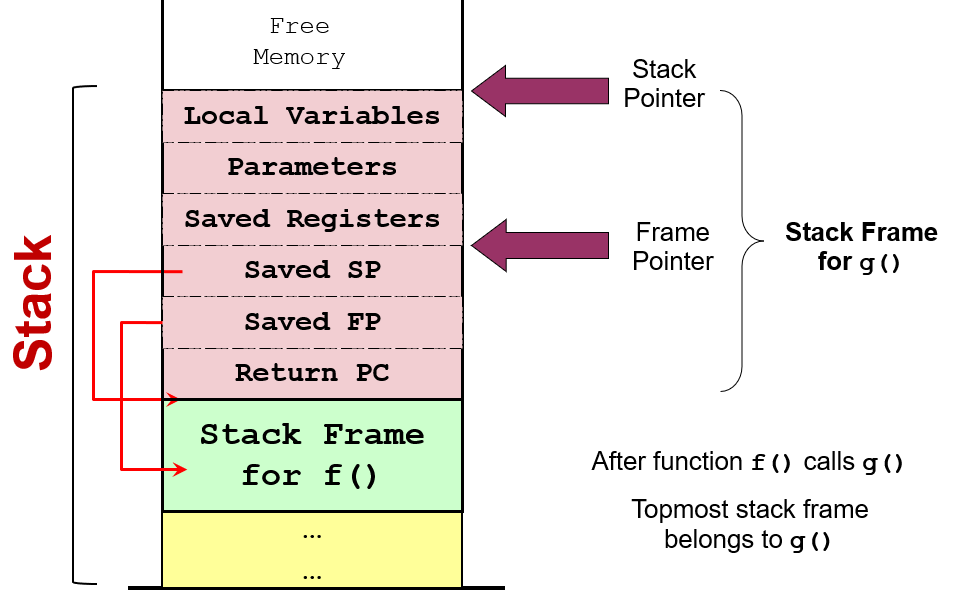 Free
Memory
Stack
Pointer
Local Variables
Parameters
Saved Registers
Frame
Pointer
Stack Frame
for g()
Stack
Saved SP
Saved FP
Return PC
Stack Frame
for f()
After function f() calls g()
Topmost stack frame
belongs to g()
…
…